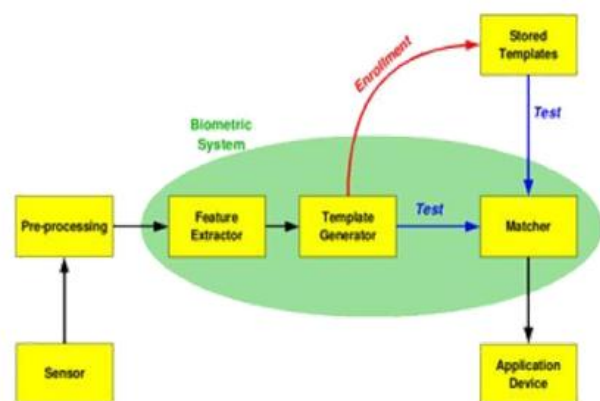 Stored
Templates
Enrollment
Test
Biometric
System
Pre-processing
Feature
Extractor
Template
Generator
Test
Matcher
Sensor
Application
Device